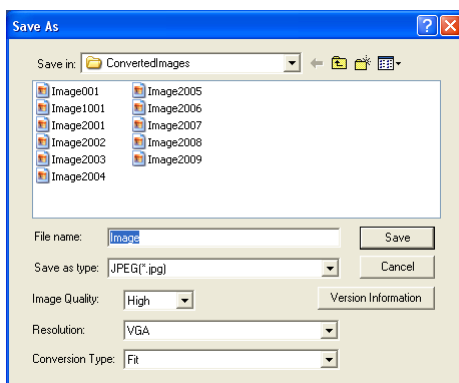 Save As
Save in: ConvertedImages
Image001 Image2005
Image1001 Image2006
Image2001 Image2007
Image2002 Image2008
Image2003 Image2009
Image2004
File name: Image Save
Save as type: JPEG(*.jpg) Cancel
Image Quality: High Version Information
Resolution: VGA
Conversion Type: Fit